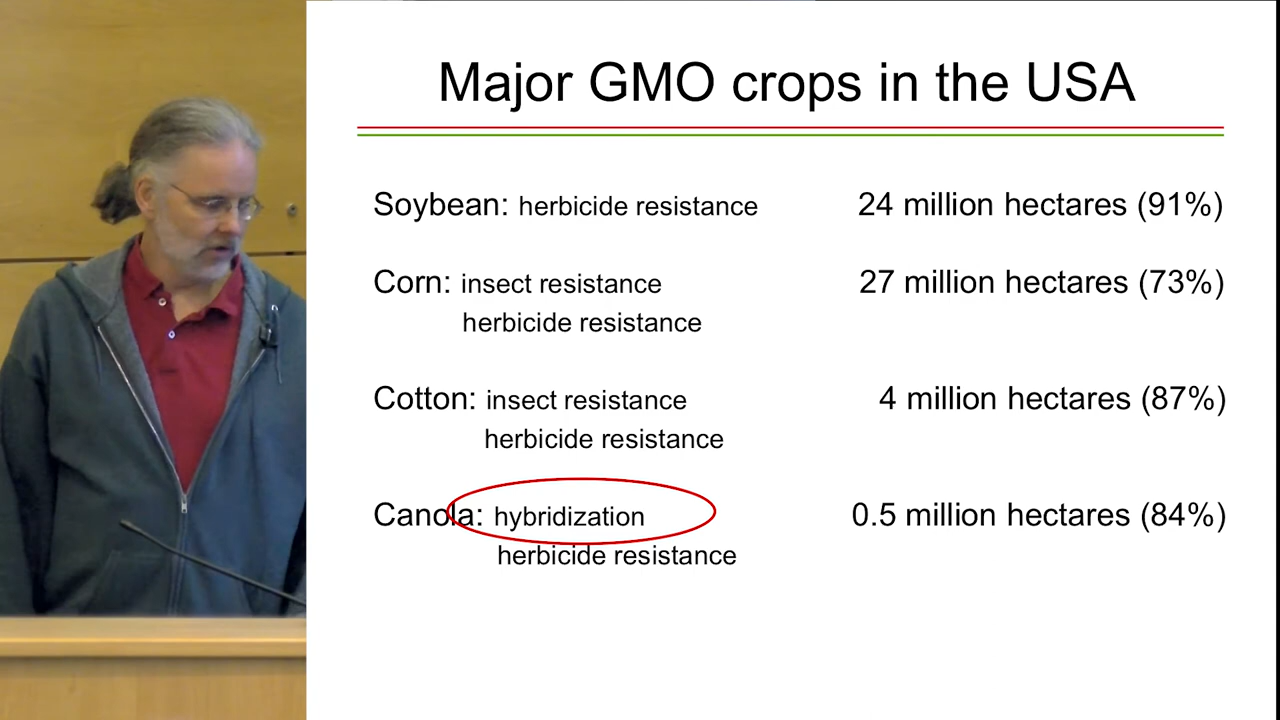 Major GMO crops in the USA
Soybean: herbicide resistance 24 million hectares (91%)
Corn: insect resistance 27 million hectares (73%)
herbicide resistance
Cotton: insect resistance 4 million hectares (87%)
herbicide resistance
Canola: hybridization 0.5 million hectares (84%)
herbicide resistance